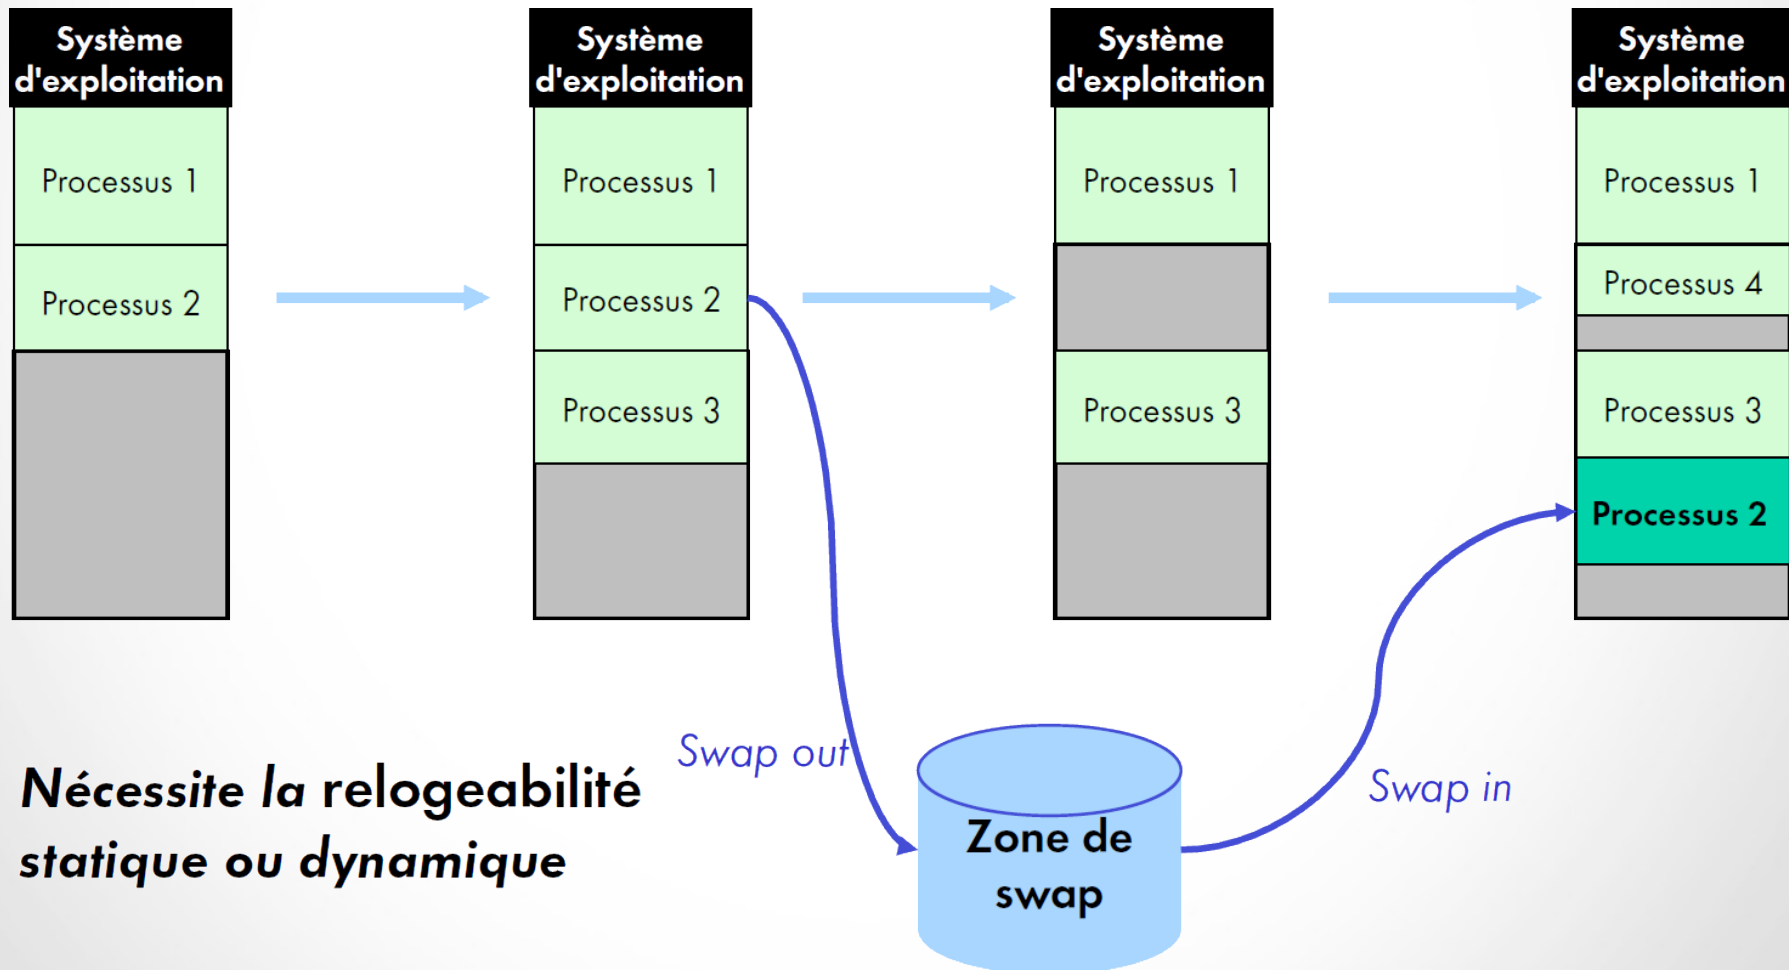 Système
d'exploitation
Processus 1
Processus 2
Système
d'exploitation
Processus 1
Processus 2
Processus 3
Système
d'exploitation
Processus 1
Processus 3
Système
d'exploitation
Processus 1
Processus 4
Processus 3
Processus 2
Swap out
Zone de
swap
Swap in
Nécessite la relogeabilité
statique ou dynamique